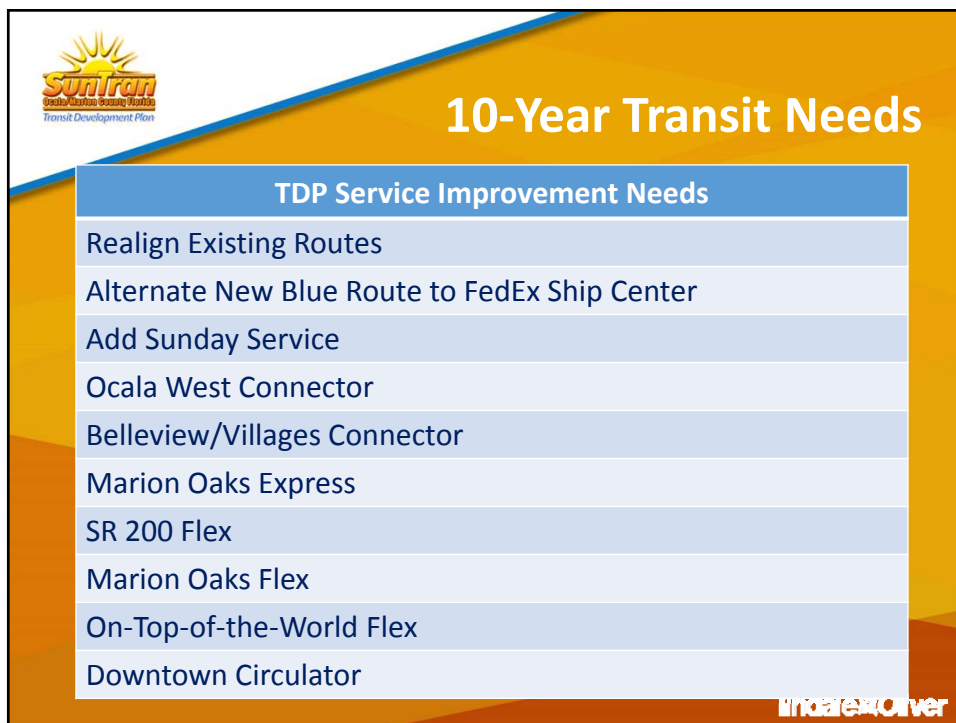 SunTran
Ocala/Marion County Florida
Transit Development Plan
10-Year Transit Needs
TDP Service Improvement Needs
Realign Existing Routes
Alternate New Blue Route to FedEx Ship Center
Add Sunday Service
Ocala West Connector
Belleview/Villages Connector
Marion Oaks Express
SR 200 Flex
Marion Oaks Flex
On-Top-of-the-World Flex
Downtown Circulator